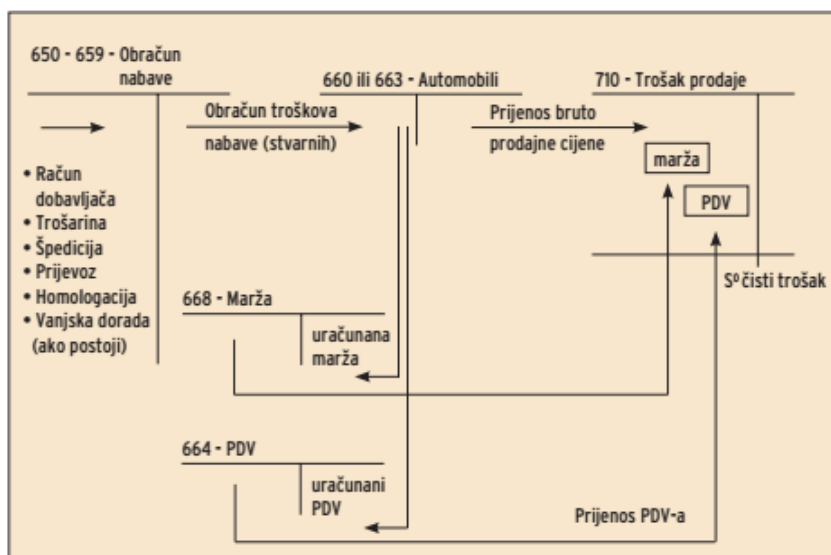 650 - 659 - Obračun
nabave
660 ili 663 - Automobili
710 - Trošak prodaje
Obračun troškova
nabave (stvarnih)
Prijenos bruto
prodajne cijene
marža
PDV
• Račun
dobavljača
• Trošarina
• Špedicija
• Prijevoz
• Homologacija
• Vanjska dorada
(ako postoji)
Sº čisti trošak
668 - Marža
uračunana
marža
664 - PDV
uračunani
PDV
Prijenos PDV-a